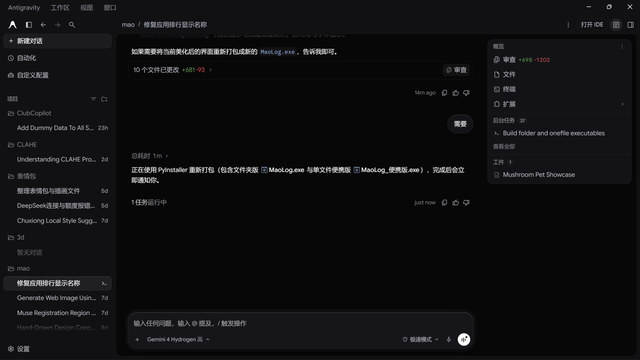 Antigravity 工作区 视图 窗口
mao / 修复应用排行显示名称
打开 IDE
+ 新建对话
自动化
自定义配置
项目
ClubCopilot
Add Dummy Data To All S... 23h
CLAHE
Understanding CLAHE Pro... 2d
表情包
整理表情包与插画文件 5d
DeepSeek连接与额度报错... 5d
Chuxiong Local Style Sugg... 7d
3d
暂无对话
mao
修复应用排行显示名称
Generate Web Image Usin... 7d
Muse Registration Region ... 7d
Hand-Drawn Design Conc... 8d
设置
如果需要将当前美化后的界面重新打包成新的 MaoLog.exe，告诉我即可。
10 个文件已更改 +681 -93
审查
14m ago
需要
总耗时 1m
正在使用 PyInstaller 重新打包（包含文件夹版 MaoLog.exe 与单文件便携版 MaoLog_便携版.exe），完成后会立即通知你。
1 任务运行中
just now
输入任何问题，输入 @ 提及，/ 触发操作
+ Gemini 4 Hydrogen 高
极速模式
概览
审查 +698 -1203
文件
终端
扩展
后台任务 37
Build folder and onefile executables
查看全部
工件 1
Mushroom Pet Showcase